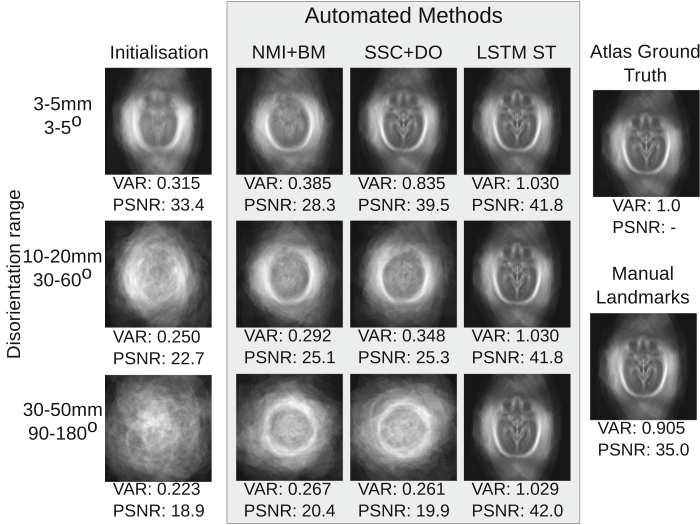 Automated Methods
Initialisation
NMI+BM
SSC+DO
LSTM ST
Atlas Ground
Truth
Disorientation range
3-5mm
3-5º
VAR: 0.315
PSNR: 33.4
VAR: 0.385
PSNR: 28.3
VAR: 0.835
PSNR: 39.5
VAR: 1.030
PSNR: 41.8
VAR: 1.0
PSNR: -
10-20mm
30-60º
VAR: 0.250
PSNR: 22.7
VAR: 0.292
PSNR: 25.1
VAR: 0.348
PSNR: 25.3
VAR: 1.030
PSNR: 41.8
Manual
Landmarks
VAR: 0.905
PSNR: 35.0
30-50mm
90-180º
VAR: 0.223
PSNR: 18.9
VAR: 0.267
PSNR: 20.4
VAR: 0.261
PSNR: 19.9
VAR: 1.029
PSNR: 42.0